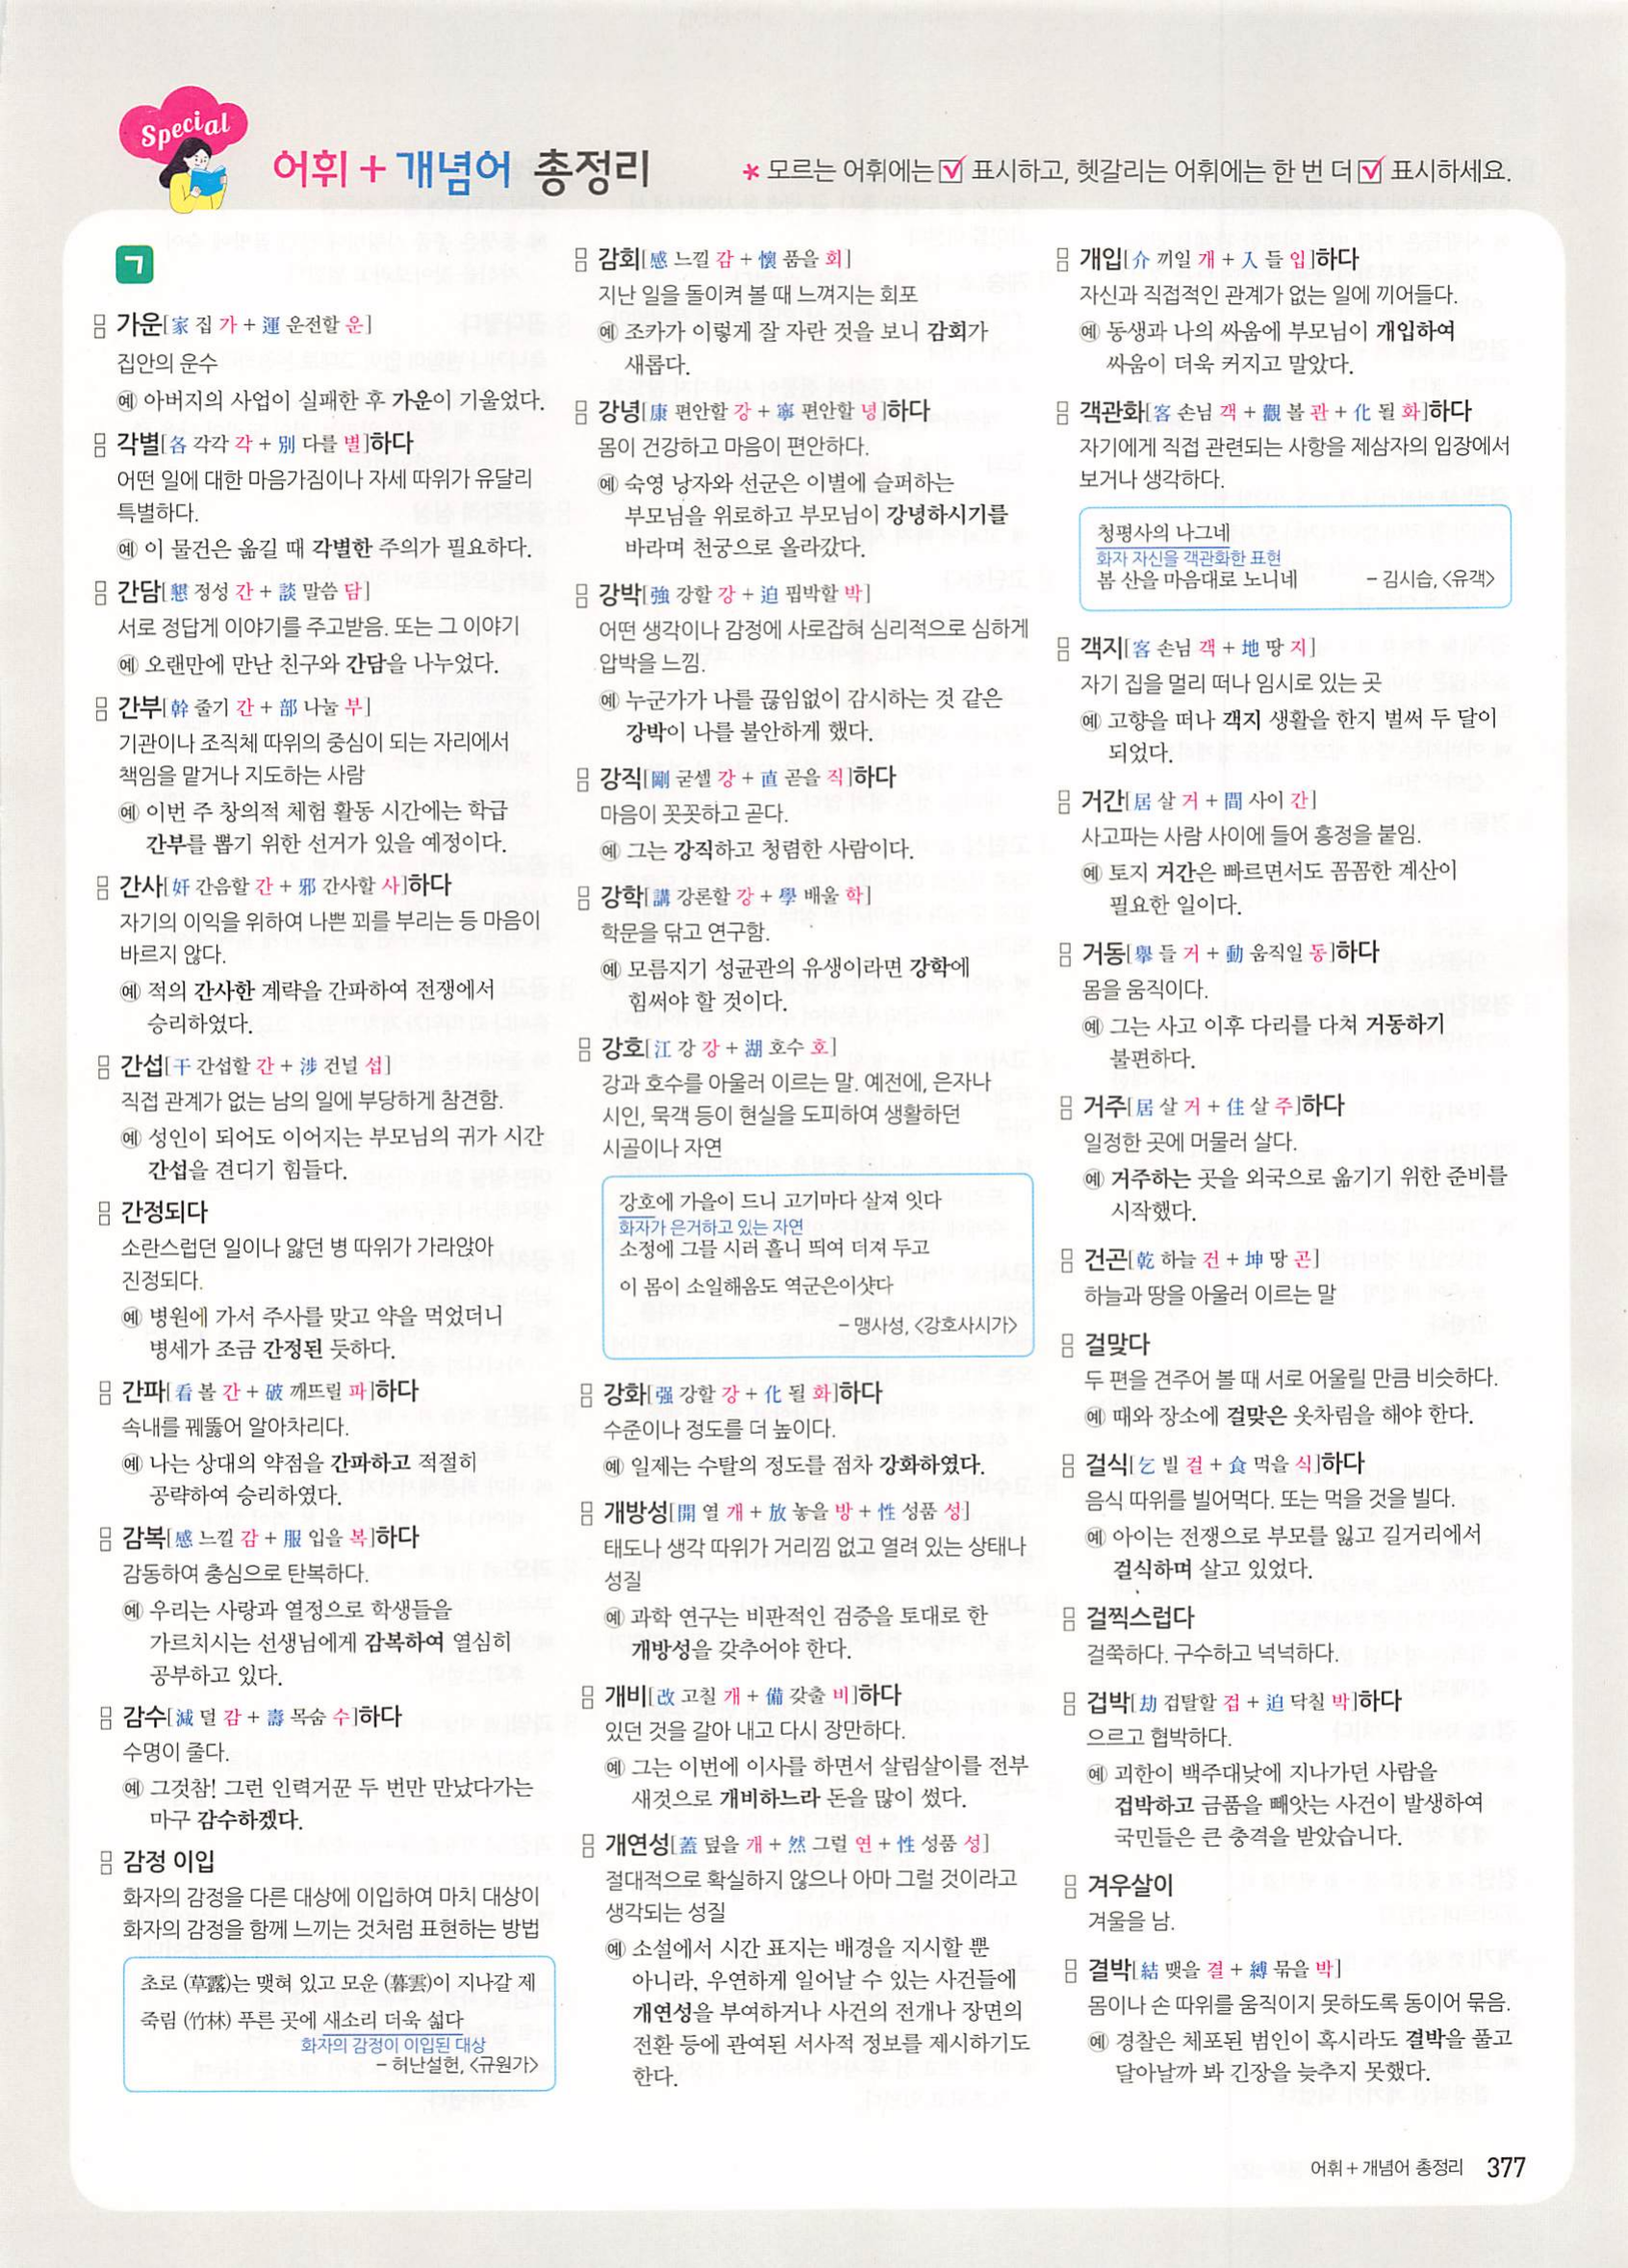 Special
어휘 + 개념어 총정리
* 모르는 어휘에는 ☑ 표시하고, 헷갈리는 어휘에는 한 번 더 ☑ 표시하세요.
ㄱ
가운[家 집 가 + 運 운전할 운]
집안의 운수
예 아버지의 사업이 실패한 후 가운이 기울었다.
각별[各 각각 각 + 別 다를 별]하다
어떤 일에 대한 마음가짐이나 자세 따위가 유달리
특별하다.
예 이 물건은 옮길 때 각별한 주의가 필요하다.
간담[懇 정성 간 + 談 말씀 담]
서로 정답게 이야기를 주고받음. 또는 그 이야기
예 오랜만에 만난 친구와 간담을 나누었다.
간부[幹 줄기 간 + 部 나눌 부]
기관이나 조직체 따위의 중심이 되는 자리에서
책임을 맡거나 지도하는 사람
예 이번 주 창의적 체험 활동 시간에는 학급
간부를 뽑기 위한 선거가 있을 예정이다.
간사[奸 간음할 간 + 邪 간사할 사]하다
자기의 이익을 위하여 나쁜 꾀를 부리는 등 마음이
바르지 않다.
예 적의 간사한 계략을 간파하여 전쟁에서
승리하였다.
간섭[干 간섭할 간 + 涉 건널 섭]
직접 관계가 없는 남의 일에 부당하게 참견함.
예 성인이 되어도 이어지는 부모님의 귀가 시간
간섭을 견디기 힘들다.
간정되다
소란스럽던 일이나 앓던 병 따위가 가라앉아
진정되다.
예 병원에 가서 주사를 맞고 약을 먹었더니
병세가 조금 간정된 듯하다.
간파[看 볼 간 + 破 깨뜨릴 파]하다
속내를 꿰뚫어 알아차리다.
예 나는 상대의 약점을 간파하고 적절히
공략하여 승리하였다.
감복[感 느낄 감 + 服 입을 복]하다
감동하여 충심으로 탄복하다.
예 우리는 사랑과 열정으로 학생들을
가르치시는 선생님에게 감복하여 열심히
공부하고 있다.
감수[減 덜 감 + 壽 목숨 수]하다
수명이 줄다.
예 그것참! 그런 인력거꾼 두 번만 만났다가는
마구 감수하겠다.
감정 이입
화자의 감정을 다른 대상에 이입하여 마치 대상이
화자의 감정을 함께 느끼는 것처럼 표현하는 방법
초로 (草露)는 맺혀 있고 모운 (暮雲)이 지나갈 제
죽림 (竹林) 푸른 곳에 새소리 더욱 섧다
화자의 감정이 이입된 대상
– 허난설헌, <규원가>
감회[感 느낄 감 + 懷 품을 회]
지난 일을 돌이켜 볼 때 느껴지는 회포
예 조카가 이렇게 잘 자란 것을 보니 감회가
새롭다.
강녕[康 편안할 강 + 寧 편안할 녕]하다
몸이 건강하고 마음이 편안하다.
예 숙영 낭자와 선군은 이별에 슬퍼하는
부모님을 위로하고 부모님이 강녕하시기를
바라며 천궁으로 올라갔다.
강박[強 강할 강 + 迫 핍박할 박]
어떤 생각이나 감정에 사로잡혀 심리적으로 심하게
압박을 느낌.
예 누군가가 나를 끊임없이 감시하는 것 같은
강박이 나를 불안하게 했다.
강직[剛 굳셀 강 + 直 곧을 직]하다
마음이 꼿꼿하고 곧다.
예 그는 강직하고 청렴한 사람이다.
강학[講 강론할 강 + 學 배울 학]
학문을 닦고 연구함.
예 모름지기 성균관의 유생이라면 강학에
힘써야 할 것이다.
강호[江 강 강 + 湖 호수 호]
강과 호수를 아울러 이르는 말. 예전에, 은자나
시인, 묵객 등이 현실을 도피하여 생활하던
시골이나 자연
강호에 가을이 드니 고기마다 살져 잇다
화자가 은거하고 있는 자연
소정에 그믈 시러 흘니 띄여 더져 두고
이 몸이 소일해옴도 역군은이샷다
– 맹사성, <강호사시가>
강화[强 강할 강 + 化 될 화]하다
수준이나 정도를 더 높이다.
예 일제는 수탈의 정도를 점차 강화하였다.
개방성[開 열 개 + 放 놓을 방 + 性 성품 성]
태도나 생각 따위가 거리낌 없고 열려 있는 상태나
성질
예 과학 연구는 비판적인 검증을 토대로 한
개방성을 갖추어야 한다.
개비[改 고칠 개 + 備 갖출 비]하다
있던 것을 갈아 내고 다시 장만하다.
예 그는 이번에 이사를 하면서 살림살이를 전부
새것으로 개비하느라 돈을 많이 썼다.
개연성[蓋 덮을 개 + 然 그럴 연 + 性 성품 성]
절대적으로 확실하지 않으나 아마 그럴 것이라고
생각되는 성질
예 소설에서 시간 표지는 배경을 지시할 뿐
아니라, 우연하게 일어날 수 있는 사건들에
개연성을 부여하거나 사건의 전개나 장면의
전환 등에 관여된 서사적 정보를 제시하기도
한다.
개입[介 끼일 개 + 入 들 입]하다
자신과 직접적인 관계가 없는 일에 끼어들다.
예 동생과 나의 싸움에 부모님이 개입하여
싸움이 더욱 커지고 말았다.
객관화[客 손님 객 + 觀 볼 관 + 化 될 화]하다
자기에게 직접 관련되는 사항을 제삼자의 입장에서
보거나 생각하다.
청평사의 나그네
화자 자신을 객관화한 표현
봄 산을 마음대로 노니네 – 김시습, <유객>
객지[客 손님 객 + 地 땅 지]
자기 집을 멀리 떠나 임시로 있는 곳
예 고향을 떠나 객지 생활을 한지 벌써 두 달이
되었다.
거간[居 살 거 + 間 사이 간]
사고파는 사람 사이에 들어 흥정을 붙임.
예 토지 거간은 빠르면서도 꼼꼼한 계산이
필요한 일이다.
거동[擧 들 거 + 動 움직일 동]하다
몸을 움직이다.
예 그는 사고 이후 다리를 다쳐 거동하기
불편하다.
거주[居 살 거 + 住 살 주]하다
일정한 곳에 머물러 살다.
예 거주하는 곳을 외국으로 옮기기 위한 준비를
시작했다.
건곤[乾 하늘 건 + 坤 땅 곤]
하늘과 땅을 아울러 이르는 말
걸맞다
두 편을 견주어 볼 때 서로 어울릴 만큼 비슷하다.
예 때와 장소에 걸맞은 옷차림을 해야 한다.
걸식[乞 빌 걸 + 食 먹을 식]하다
음식 따위를 빌어먹다. 또는 먹을 것을 빌다.
예 아이는 전쟁으로 부모를 잃고 길거리에서
걸식하며 살고 있었다.
걸찍스럽다
걸쭉하다. 구수하고 넉넉하다.
겁박[劫 겁탈할 겁 + 迫 닥칠 박]하다
으르고 협박하다.
예 괴한이 백주대낮에 지나가던 사람을
겁박하고 금품을 빼앗는 사건이 발생하여
국민들은 큰 충격을 받았습니다.
겨우살이
겨울을 남.
결박[結 맺을 결 + 縛 묶을 박]
몸이나 손 따위를 움직이지 못하도록 동이어 묶음.
예 경찰은 체포된 범인이 혹시라도 결박을 풀고
달아날까 봐 긴장을 늦추지 못했다.
어휘 + 개념어 총정리 377